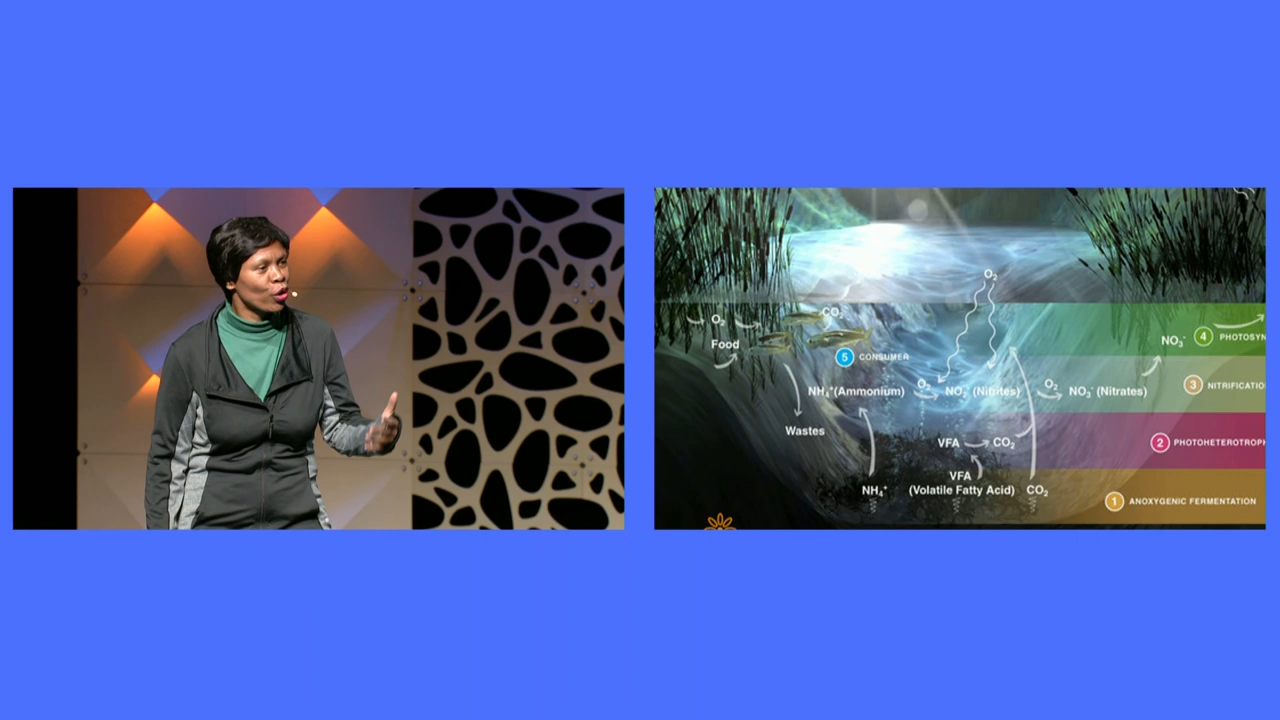 O₂
O₂
CO₂
Food
5 CONSUMER
NO₃⁻
4 PHOTOSYN
NH₄⁺(Ammonium)
O₂
NO₂⁻ (Nitrites)
O₂
NO₃⁻ (Nitrates)
3 NITRIFICATIO
Wastes
VFA
CO₂
2 PHOTOHETEROTROPH
VFA
(Volatile Fatty Acid)
NH₄⁺
CO₂
1 ANOXYGENIC FERMENTATION